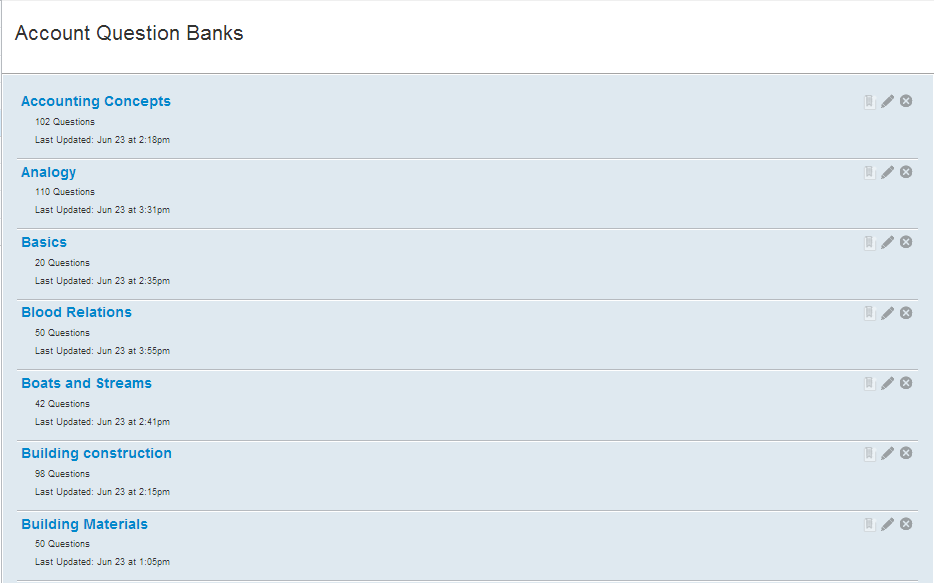 Account Question Banks
Accounting Concepts
102 Questions
Last Updated: Jun 23 at 2:18pm
Analogy
110 Questions
Last Updated: Jun 23 at 3:31pm
Basics
20 Questions
Last Updated: Jun 23 at 2:35pm
Blood Relations
50 Questions
Last Updated: Jun 23 at 3:55pm
Boats and Streams
42 Questions
Last Updated: Jun 23 at 2:41pm
Building construction
98 Questions
Last Updated: Jun 23 at 2:15pm
Building Materials
50 Questions
Last Updated: Jun 23 at 1:05pm